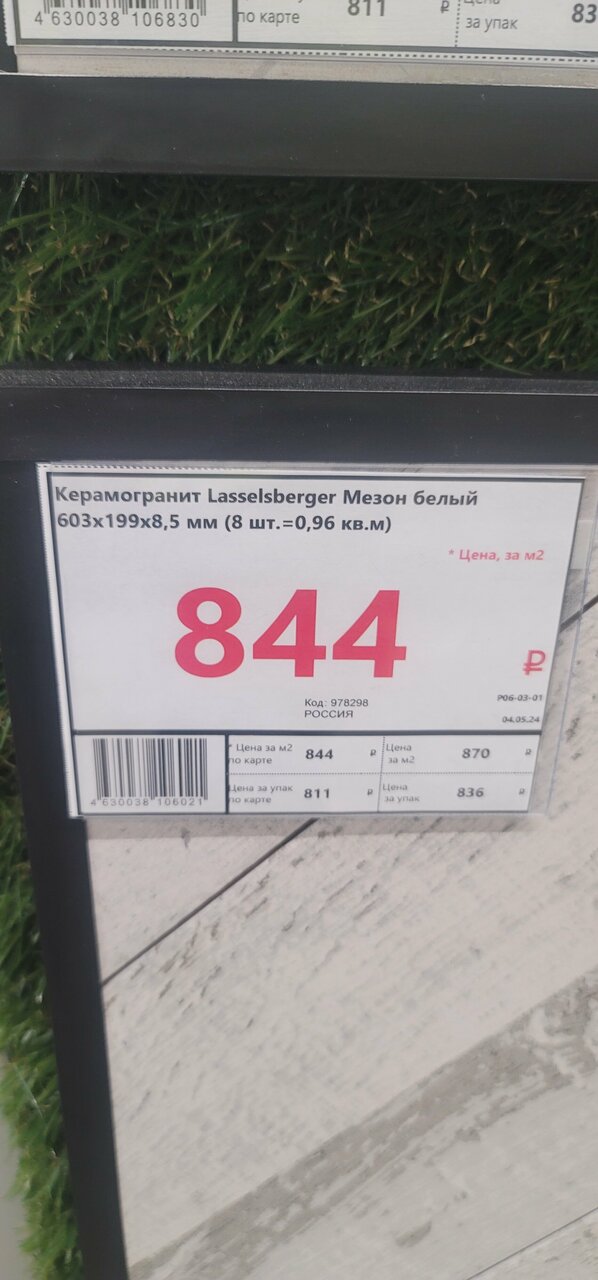 4 630038 106830
по карте 811 ₽
за упак 83
Керамогранит Lasselsberger Мезон белый
603х199х8,5 мм (8 шт.=0,96 кв.м)
* Цена, за м2
844 ₽
Код: 978298
РОССИЯ
Р06-03-01
04.05.24
4 630038 106021
* Цена за м2
по карте 844 ₽
Цена
за м2 870 ₽
Цена за упак
по карте 811 ₽
Цена
за упак 836 ₽